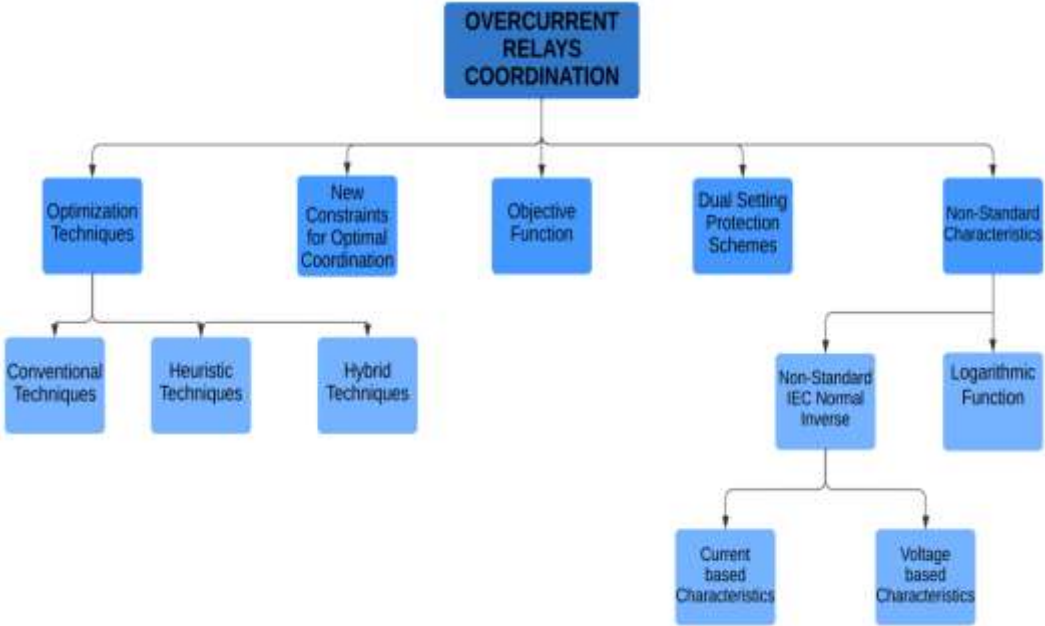 OVERCURRENT
RELAYS
COORDINATION
Optimization
Techniques
New
Constraints
for Optimal
Coordination
Objective
Function
Dual Setting
Protection
Schemes
Non-Standard
Characteristics
Conventional
Techniques
Heuristic
Techniques
Hybrid
Techniques
Non-Standard
IEC Normal
Inverse
Logarithmic
Function
Current
based
Characteristics
Voltage
based
Characteristics